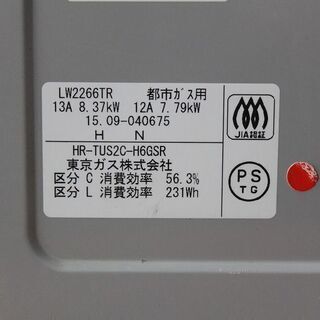 LW2266TR 都市ガス用
13A 8.37kW 12A 7.79kW
15.09-040675
H N
HR-TUS2C-H6GSR
東京ガス株式会社
区分 C 消費効率 56.3%
区分 L 消費効率 231Wh
JIA認証
PS
TG